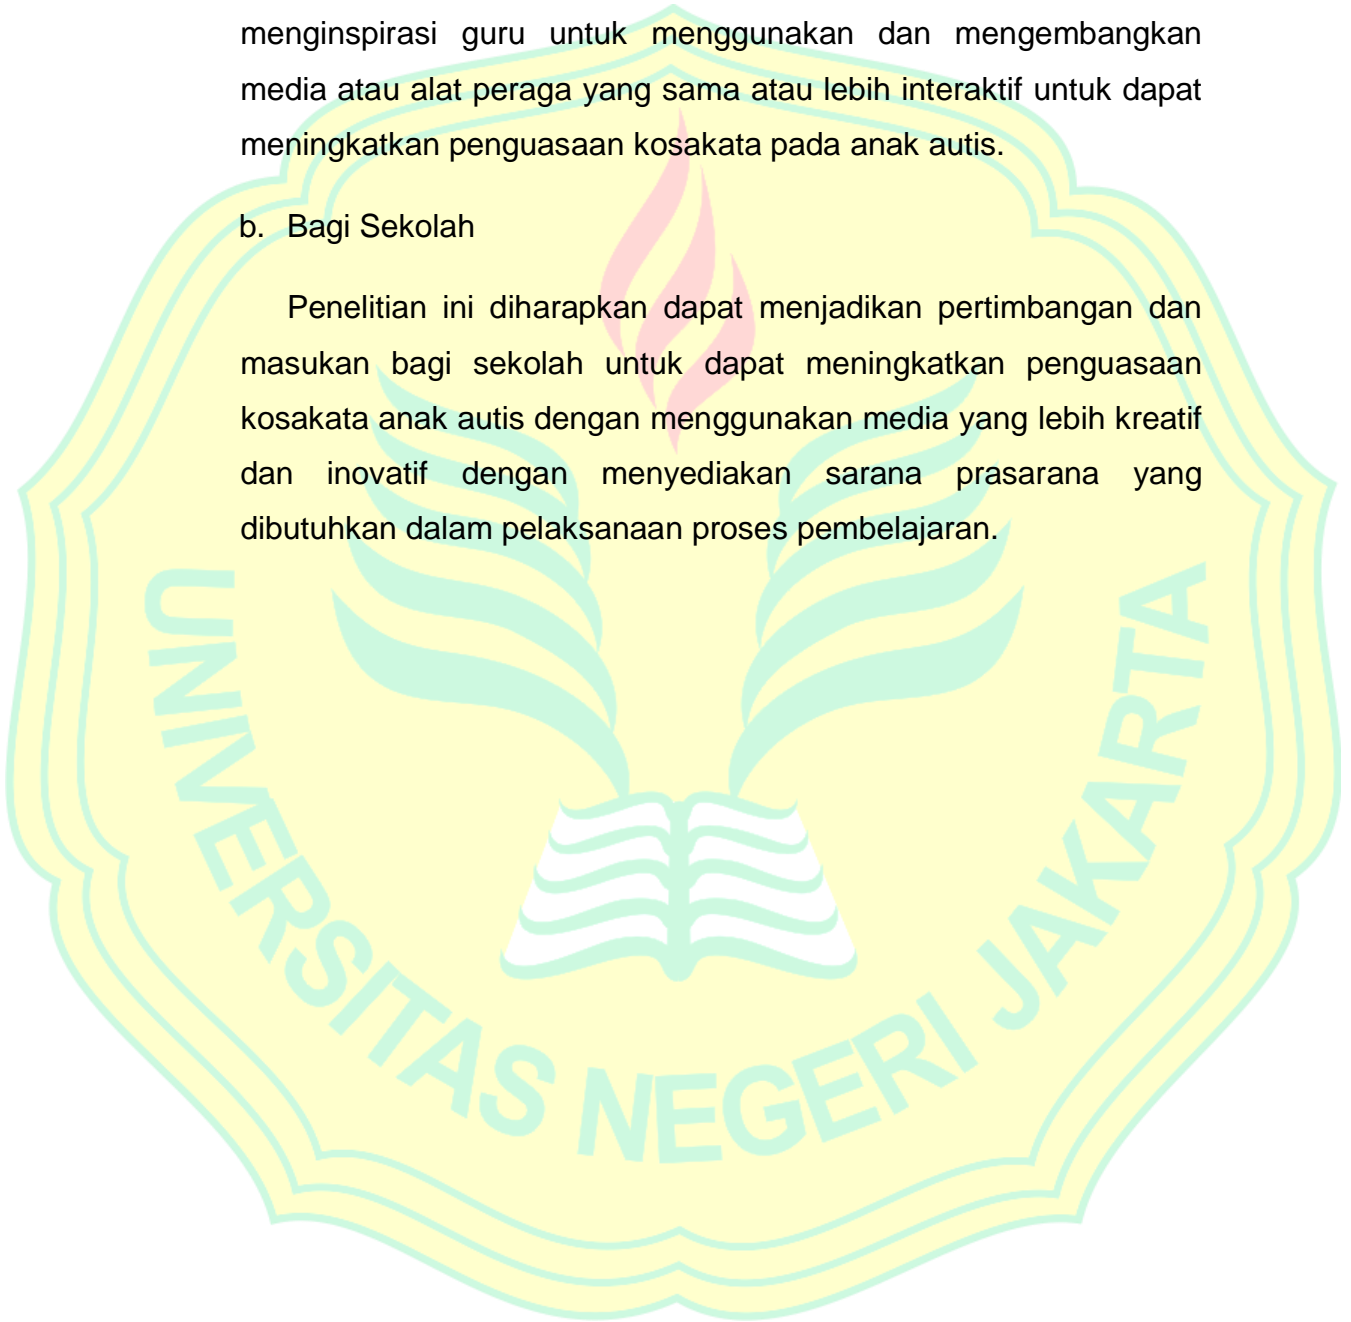 menginspirasi guru untuk menggunakan dan mengembangkan
media atau alat peraga yang sama atau lebih interaktif untuk dapat
meningkatkan penguasaan kosakata pada anak autis.
b. Bagi Sekolah
Penelitian ini diharapkan dapat menjadikan pertimbangan dan
masukan bagi sekolah untuk dapat meningkatkan penguasaan
kosakata anak autis dengan menggunakan media yang lebih kreatif
dan inovatif dengan menyediakan sarana prasarana yang
dibutuhkan dalam pelaksanaan proses pembelajaran.
UNIVERSITAS NEGERI JAKARTA